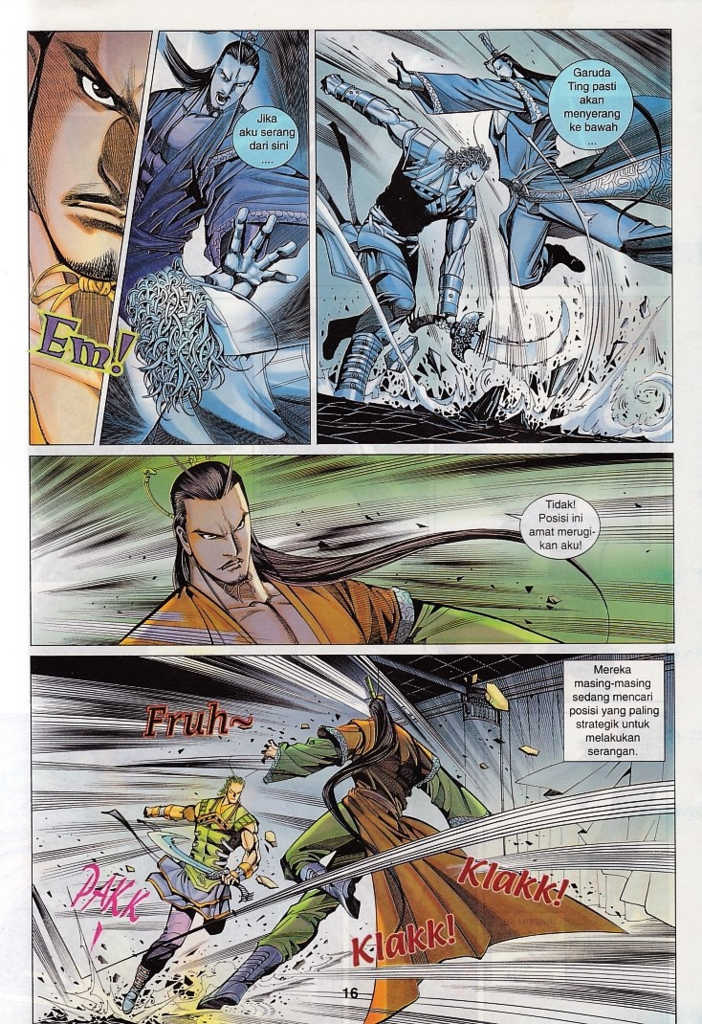 Em!
Jika
aku serang
dari sini
....
Garuda
Ting pasti
akan
menyerang
ke bawah
...
Tidak!
Posisi ini
amat merugi-
kan aku!
Mereka
masing-masing
sedang mencari
posisi yang paling
strategik untuk
melakukan
serangan.
Fruh~
PAKK
Klakk!
Klakk!
16